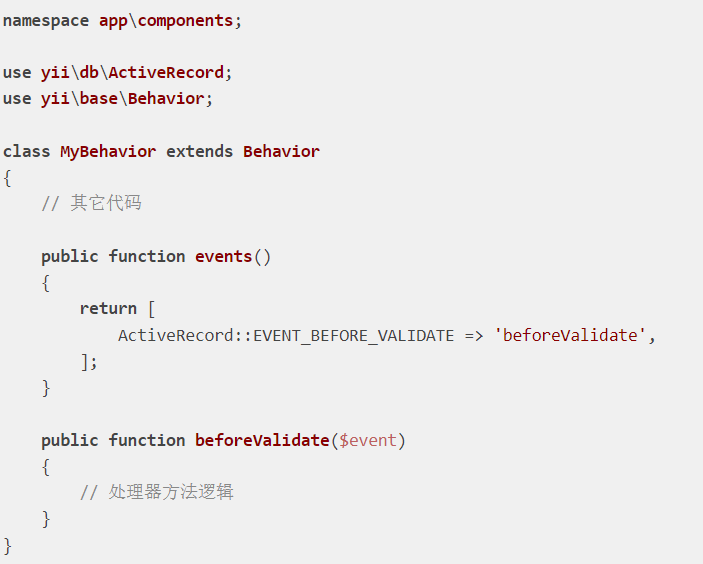 namespace app\components;
use yii\db\ActiveRecord;
use yii\base\Behavior;
class MyBehavior extends Behavior
{
// 其它代码
public function events()
{
return [
ActiveRecord::EVENT_BEFORE_VALIDATE => 'beforeValidate',
];
}
public function beforeValidate($event)
{
// 处理器方法逻辑
}
}